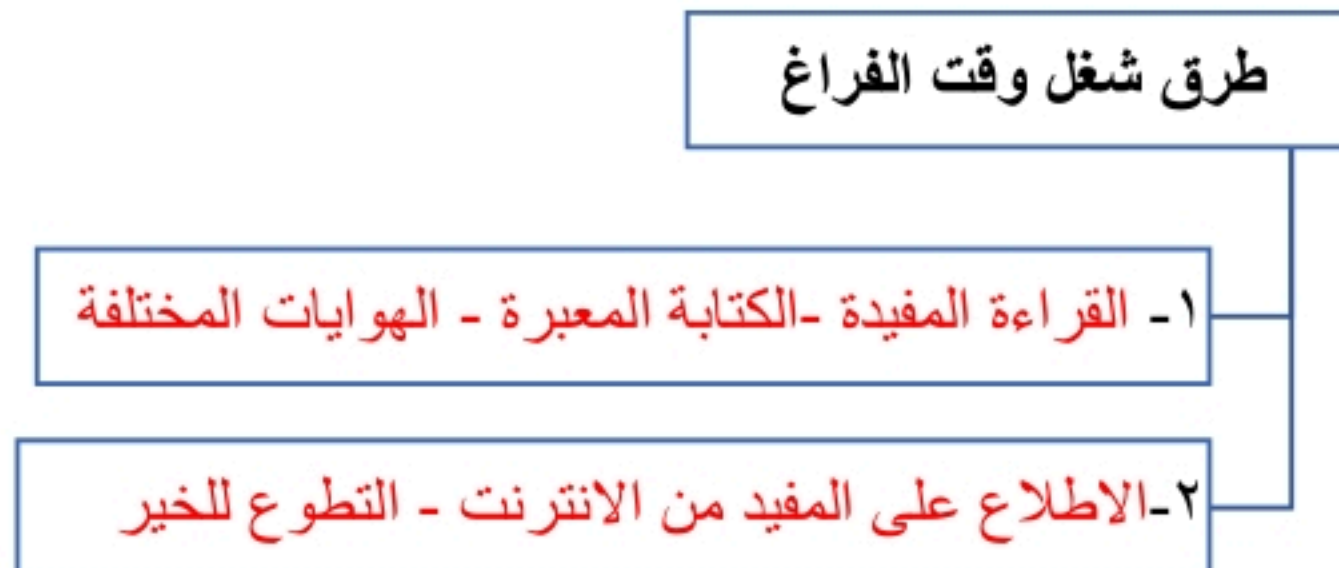 طرق شغل وقت الفراغ
١- القراءة المفيدة -الكتابة المعبرة - الهوايات المختلفة
٢-الاطلاع على المفيد من الانترنت - التطوع للخير